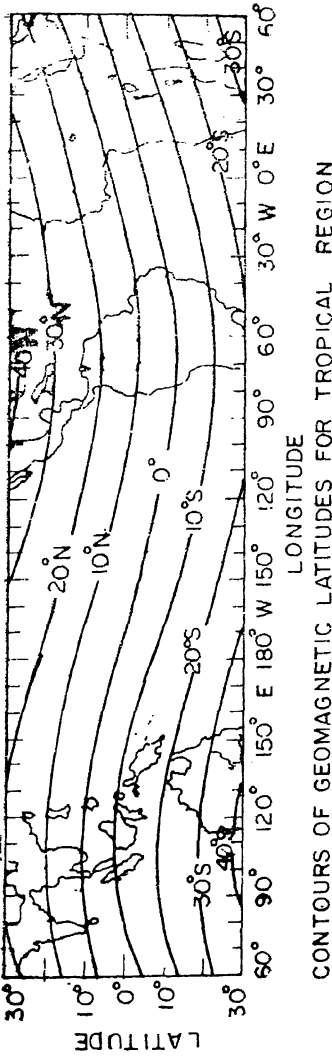 40°N
30°N
20°N
10°N
0°
10°S
20°S
20°S
30°S
30°S
40°S
LATITUDE
30°
10°
0°
10°
30°
60° 90° 120° 150° E 180° W 150° 120° 90° 60° 30° W 0° E 30° 60°
LONGITUDE
CONTOURS OF GEOMAGNETIC LATITUDES FOR TROPICAL REGION